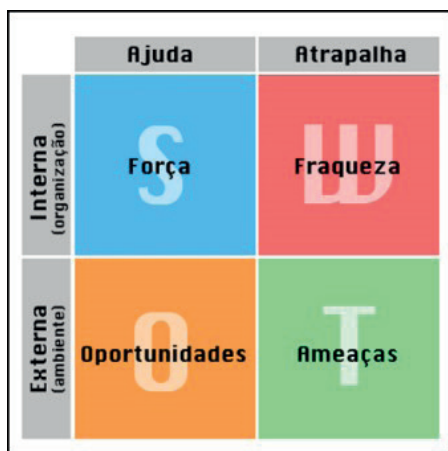 Ajuda
Atrapalha
Interna
(organização)
S
Força
W
Fraqueza
Externa
(ambiente)
O
Oportunidades
T
Ameaças